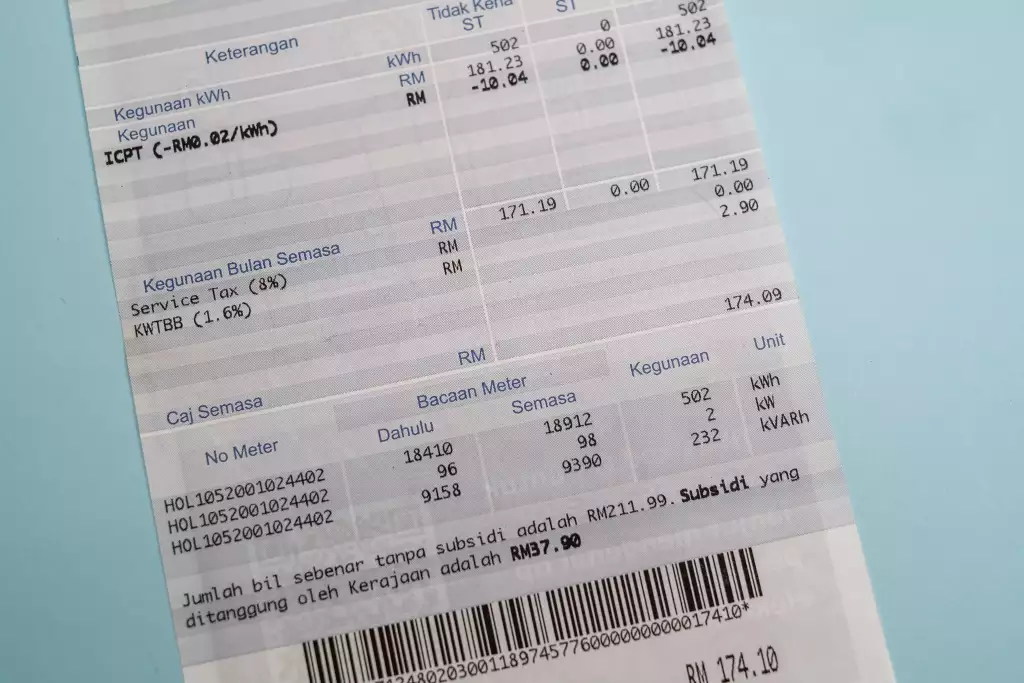 Keterangan Tidak Kena ST ST
Kegunaan kWh kWh 502 0 502
Kegunaan RM 181.23 0.00 181.23
ICPT (-RM0.02/kWh) RM -10.04 0.00 -10.04
Kegunaan Bulan Semasa RM 171.19 0.00 171.19
Service Tax (8%) RM 0.00
KWTBB (1.6%) RM 2.90
Caj Semasa RM 174.09
No Meter Bacaan Meter Kegunaan Unit
Dahulu Semasa
HOL1052001024402 18410 18912 502 kWh
HOL1052001024402 96 98 2 kW
HOL1052001024402 9158 9390 232 kVARh
Jumlah bil sebenar tanpa subsidi adalah RM211.99. Subsidi yang
ditanggung oleh Kerajaan adalah RM37.90
RM 174.10